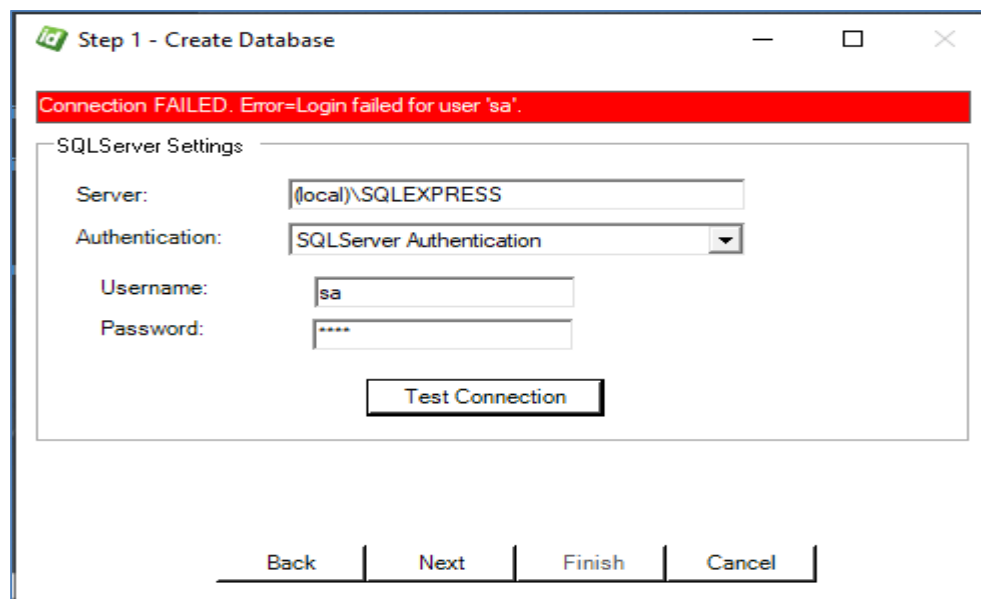 id Step 1 - Create Database
Connection FAILED. Error=Login failed for user 'sa'.
SQLServer Settings
Server: (local)\SQLEXPRESS
Authentication: SQLServer Authentication
Username: sa
Password: ****
Test Connection
Back Next Finish Cancel